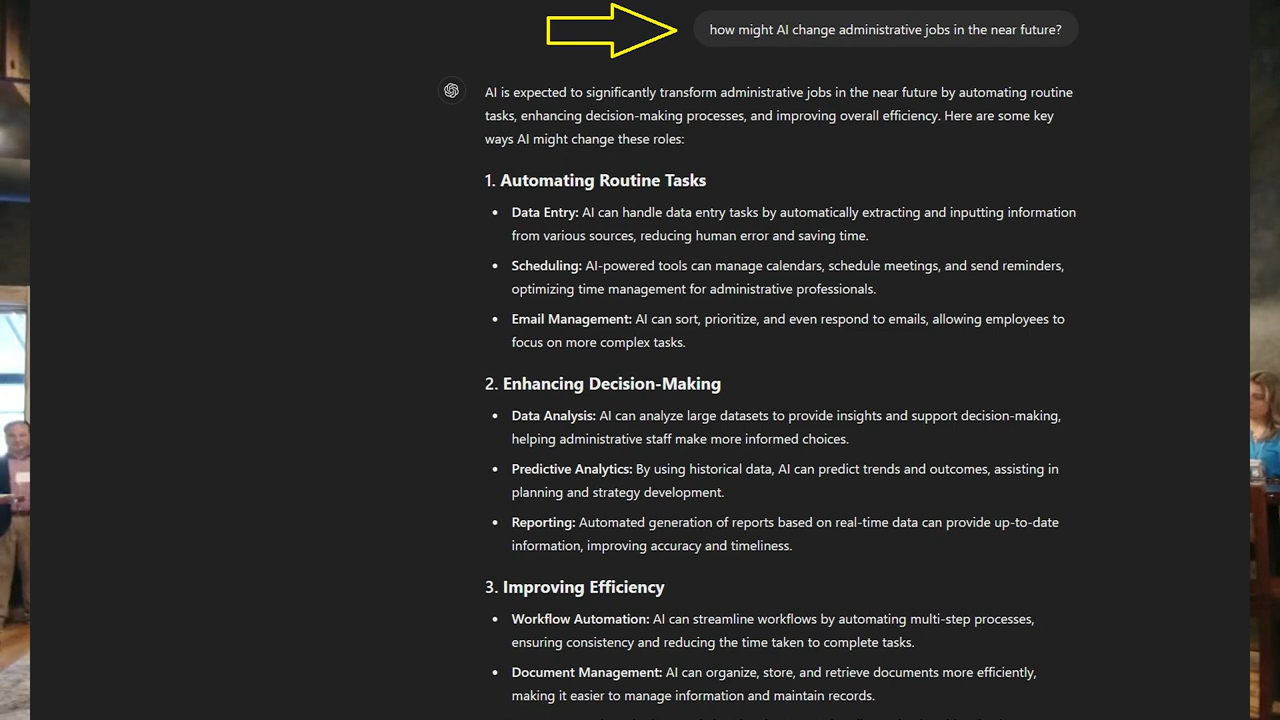 how might AI change administrative jobs in the near future?
AI is expected to significantly transform administrative jobs in the near future by automating routine
tasks, enhancing decision-making processes, and improving overall efficiency. Here are some key
ways AI might change these roles:
1. Automating Routine Tasks
• Data Entry: AI can handle data entry tasks by automatically extracting and inputting information
from various sources, reducing human error and saving time.
• Scheduling: AI-powered tools can manage calendars, schedule meetings, and send reminders,
optimizing time management for administrative professionals.
• Email Management: AI can sort, prioritize, and even respond to emails, allowing employees to
focus on more complex tasks.
2. Enhancing Decision-Making
• Data Analysis: AI can analyze large datasets to provide insights and support decision-making,
helping administrative staff make more informed choices.
• Predictive Analytics: By using historical data, AI can predict trends and outcomes, assisting in
planning and strategy development.
• Reporting: Automated generation of reports based on real-time data can provide up-to-date
information, improving accuracy and timeliness.
3. Improving Efficiency
• Workflow Automation: AI can streamline workflows by automating multi-step processes,
ensuring consistency and reducing the time taken to complete tasks.
• Document Management: AI can organize, store, and retrieve documents more efficiently,
making it easier to manage information and maintain records.